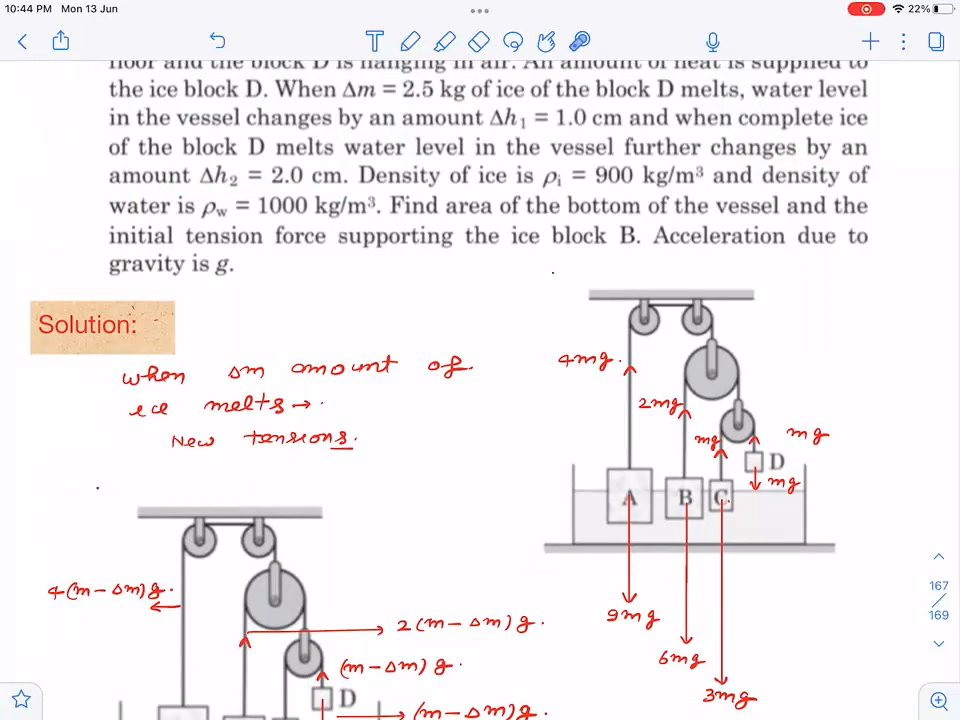 10:44 PM Mon 13 Jun
22%
floor and the block D is hanging in air. An amount of heat is supplied to
the ice block D. When Δm = 2.5 kg of ice of the block D melts, water level
in the vessel changes by an amount Δh₁ = 1.0 cm and when complete ice
of the block D melts water level in the vessel further changes by an
amount Δh₂ = 2.0 cm. Density of ice is ρᵢ = 900 kg/m³ and density of
water is ρw = 1000 kg/m³. Find area of the bottom of the vessel and the
initial tension force supporting the ice block B. Acceleration due to
gravity is g.
Solution:
when Δm amount of
ice melts →
New tensions.
4mg
2mg
mg
mg
D
mg
A
B
C
9mg
6mg
3mg
4(m - Δm)g.
2(m - Δm)g.
(m - Δm)g.
D
(m - Δm)g.
167
169